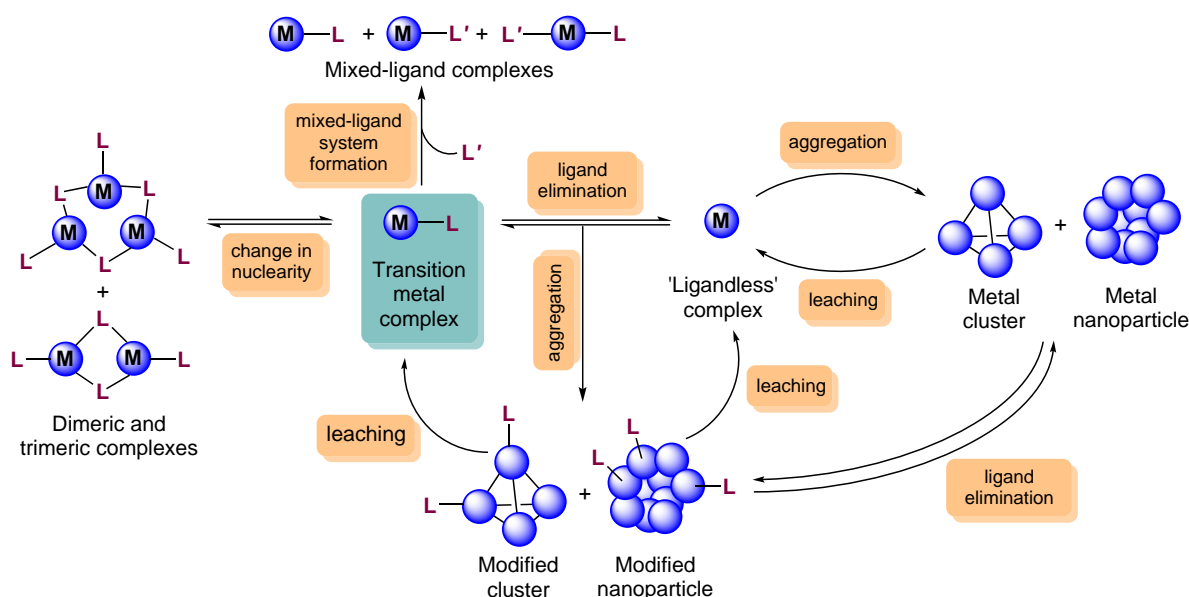 M L + M L′ + L′ M L
Mixed-ligand complexes
mixed-ligand
system
formation
L′
L
L M L
M M
L L L
+
L
L M M L
L
Dimeric and
trimeric complexes
change in
nuclearity
M L
Transition
metal
complex
ligand
elimination
aggregation
M
'Ligandless'
complex
aggregation
leaching
+
Metal
cluster
Metal
nanoparticle
leaching
leaching
ligand
elimination
L
L
+
L
L
L
Modified
cluster
Modified
nanoparticle